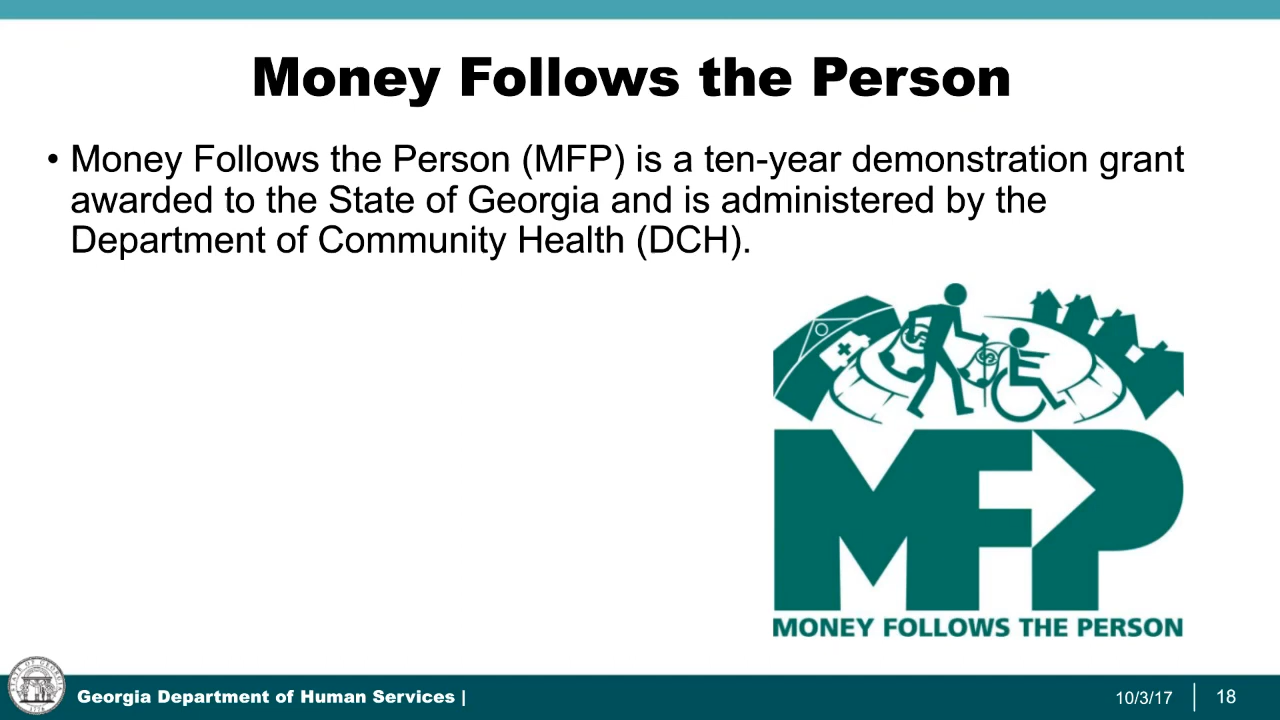 Money Follows the Person
• Money Follows the Person (MFP) is a ten-year demonstration grant
awarded to the State of Georgia and is administered by the
Department of Community Health (DCH).
MFP
MONEY FOLLOWS THE PERSON
Georgia Department of Human Services |
10/3/17 | 18